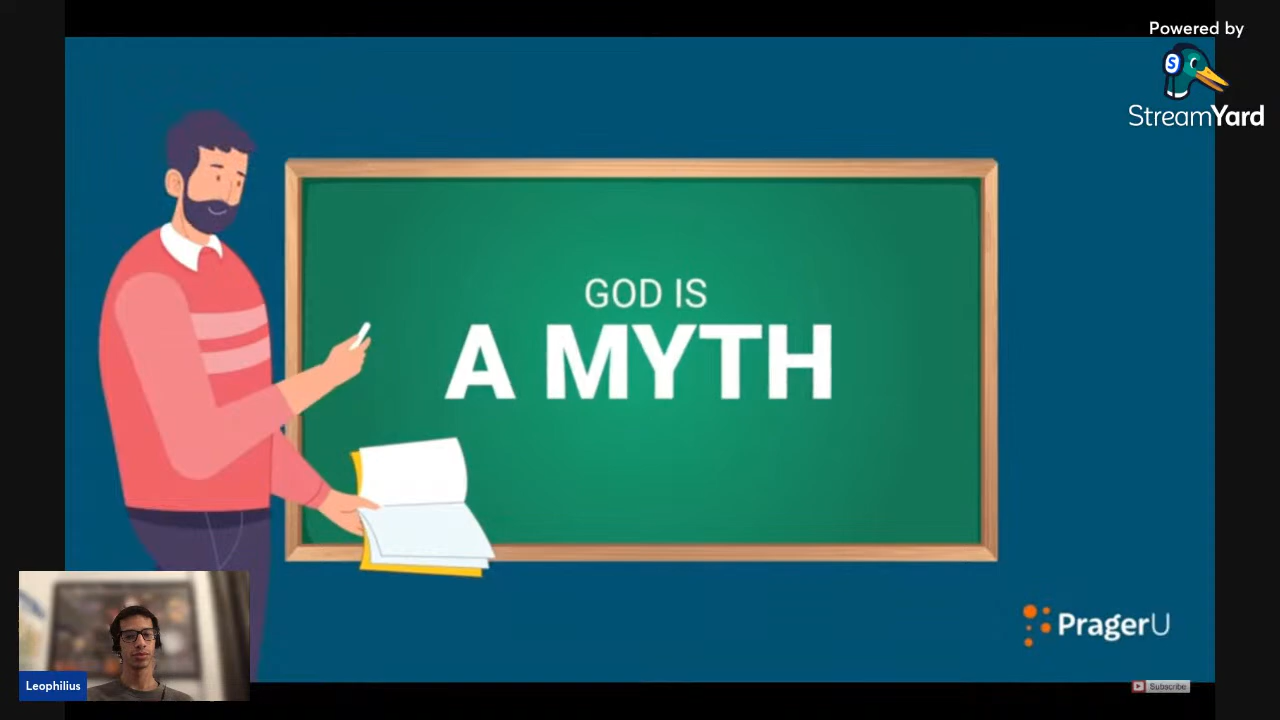 Powered by
S
StreamYard
GOD IS
A MYTH
PragerU
Subscribe
Leophilius